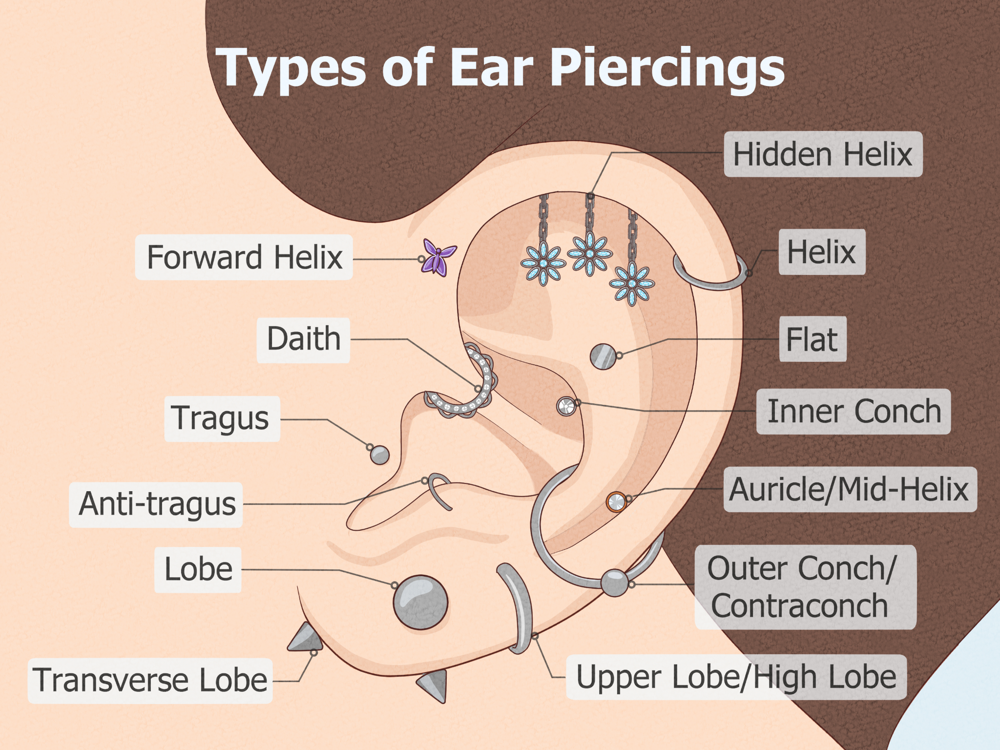 Types of Ear Piercings
Hidden Helix
Forward Helix
Helix
Daith
Flat
Tragus
Inner Conch
Anti-tragus
Auricle/Mid-Helix
Lobe
Outer Conch/
Contraconch
Transverse Lobe
Upper Lobe/High Lobe